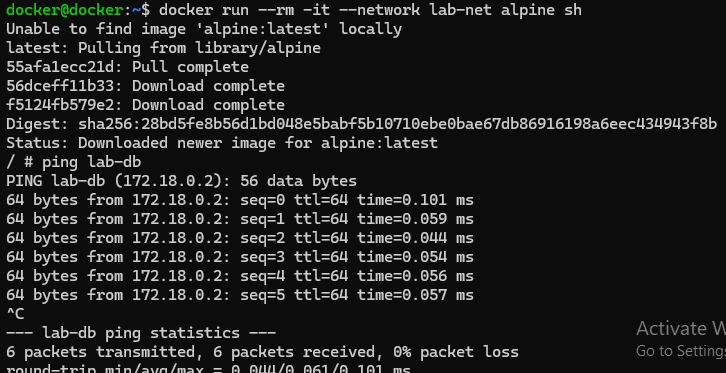 docker@docker:~$ docker run --rm -it --network lab-net alpine sh
Unable to find image 'alpine:latest' locally
latest: Pulling from library/alpine
55afa1ecc21d: Pull complete
56dceff11b33: Download complete
f5124fb579e2: Download complete
Digest: sha256:28bd5fe8b56d1bd048e5babf5b10710ebe0bae67db86916198a6eec434943f8b
Status: Downloaded newer image for alpine:latest
/ # ping lab-db
PING lab-db (172.18.0.2): 56 data bytes
64 bytes from 172.18.0.2: seq=0 ttl=64 time=0.101 ms
64 bytes from 172.18.0.2: seq=1 ttl=64 time=0.059 ms
64 bytes from 172.18.0.2: seq=2 ttl=64 time=0.044 ms
64 bytes from 172.18.0.2: seq=3 ttl=64 time=0.054 ms
64 bytes from 172.18.0.2: seq=4 ttl=64 time=0.056 ms
64 bytes from 172.18.0.2: seq=5 ttl=64 time=0.057 ms
^C
--- lab-db ping statistics ---
6 packets transmitted, 6 packets received, 0% packet loss
round-trip min/avg/max = 0.044/0.061/0.101 ms
Activate W
Go to Settings